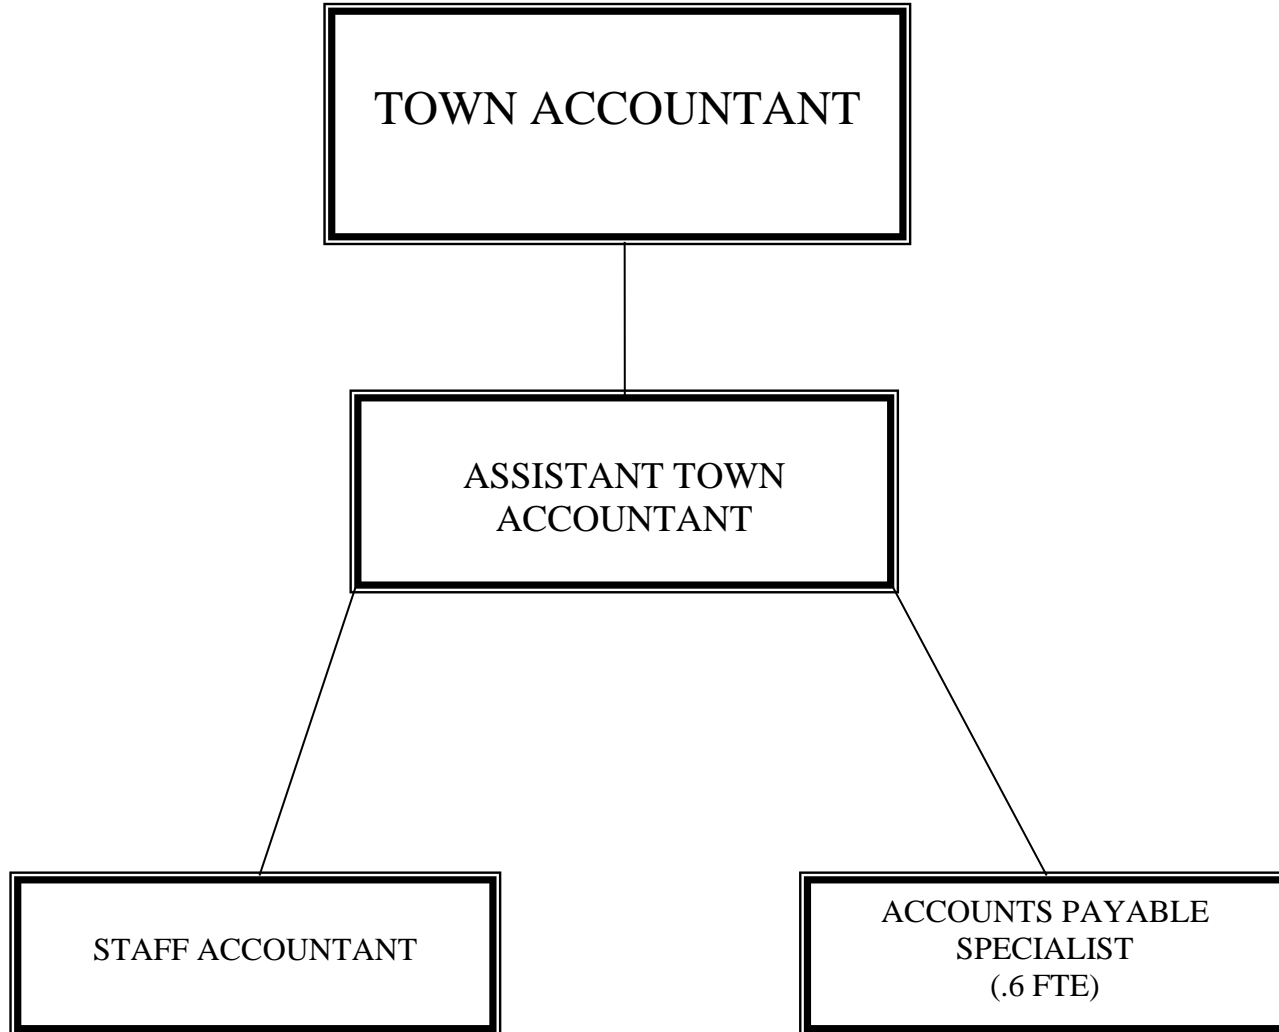 TOWN ACCOUNTANT
ASSISTANT TOWN
ACCOUNTANT
STAFF ACCOUNTANT
ACCOUNTS PAYABLE
SPECIALIST
(.6 FTE)